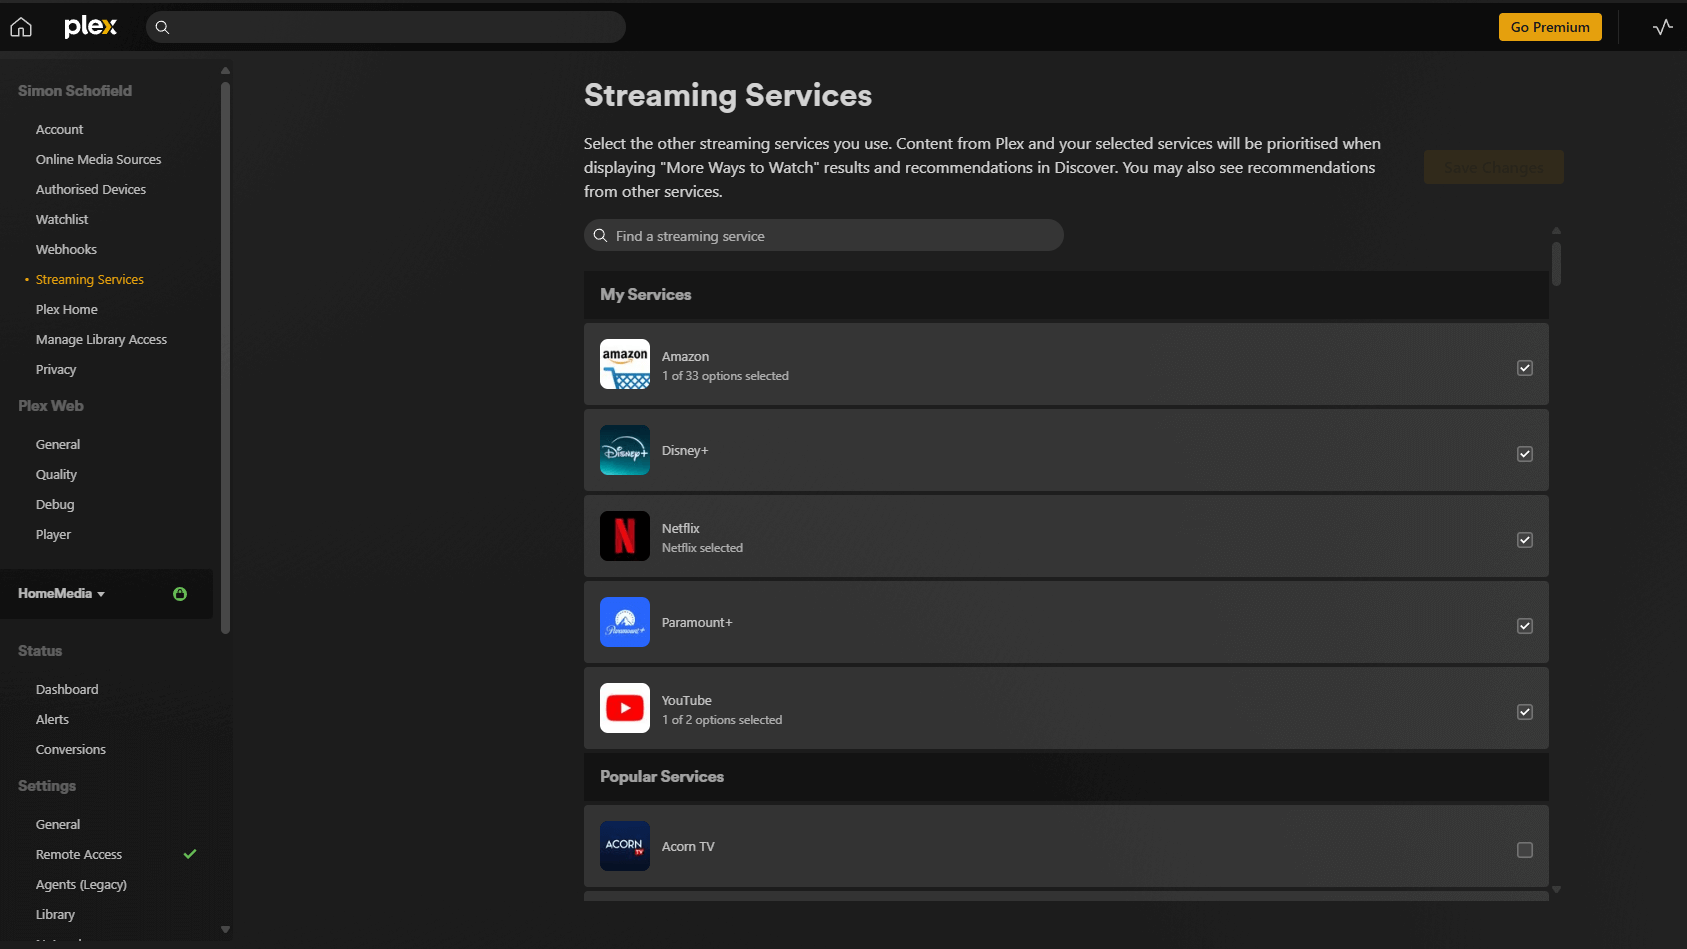 plex
Go Premium
Simon Schofield
Account
Online Media Sources
Authorised Devices
Watchlist
Webhooks
Streaming Services
Plex Home
Manage Library Access
Privacy
Plex Web
General
Quality
Debug
Player
HomeMedia
Status
Dashboard
Alerts
Conversions
Settings
General
Remote Access
Agents (Legacy)
Library
Streaming Services
Select the other streaming services you use. Content from Plex and your selected services will be prioritised when
displaying "More Ways to Watch" results and recommendations in Discover. You may also see recommendations
from other services.
Save Changes
Find a streaming service
My Services
amazon
Amazon
1 of 33 options selected
Disney+
Disney+
N
Netflix
Netflix selected
Paramount+
Paramount+
YouTube
1 of 2 options selected
Popular Services
ACORN
TV
Acorn TV